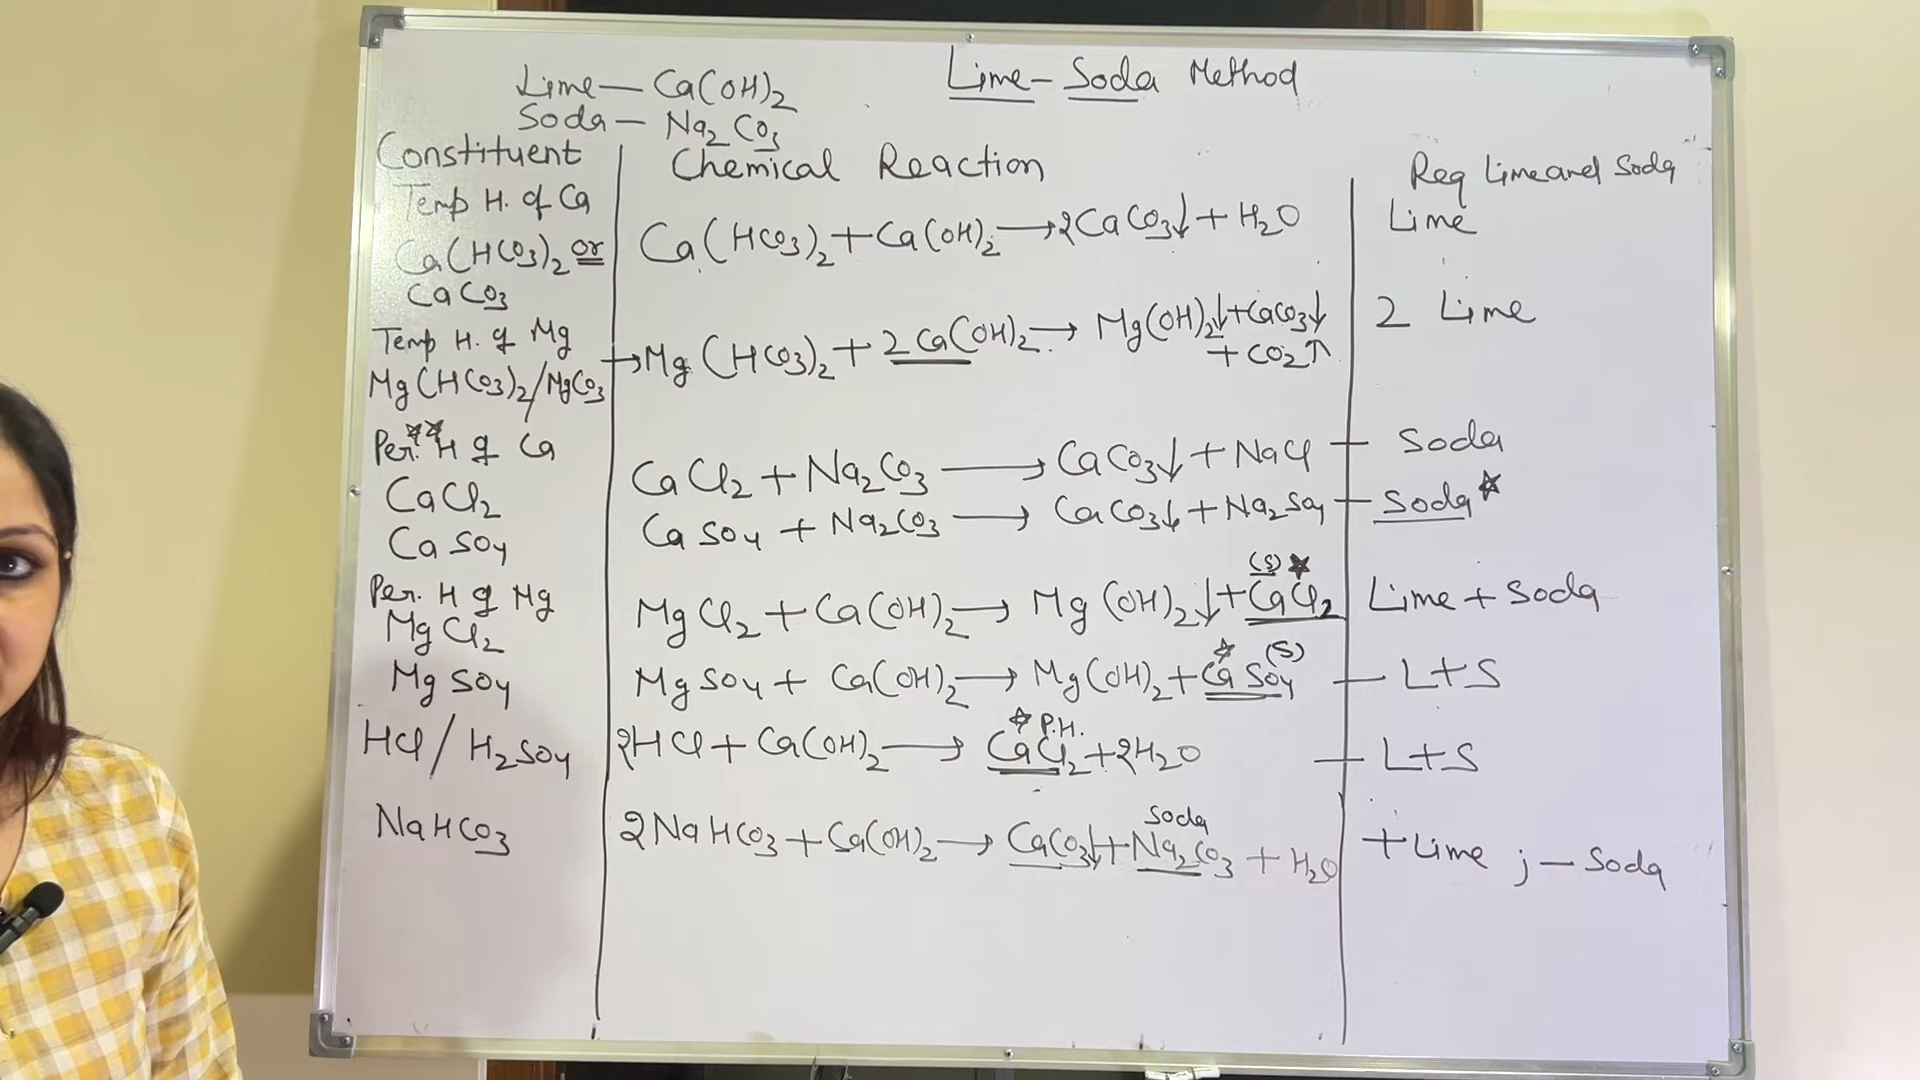 Lime-Soda Method
Lime — Ca(OH)2
Soda — Na2CO3
Constituent Chemical Reaction Req Lime and Soda
Temp H. of Ca
Ca(HCO3)2 or
CaCO3
Ca(HCO3)2 + Ca(OH)2 → 2CaCO3↓ + H2O Lime
Temp H. of Mg
Mg(HCO3)2/MgCO3
→ Mg(HCO3)2 + 2Ca(OH)2 → Mg(OH)2↓ + CaCO3↓ 2 Lime
+ CO2↑
Per. ☆☆ H of Ca
CaCl2
CaSO4
CaCl2 + Na2CO3 → CaCO3↓ + NaCl — Soda
CaSO4 + Na2CO3 → CaCO3↓ + Na2SO4 — Soda☆
Per. H of Mg
(S) ★
MgCl2 MgCl2 + Ca(OH)2 → Mg(OH)2↓ + CaCl2 Lime + Soda
☆ (S)
MgSO4 MgSO4 + Ca(OH)2 → Mg(OH)2 + CaSO4 — L+S
☆ P.H.
HCl/H2SO4 2HCl + Ca(OH)2 → CaCl2 + 2H2O — L+S
Soda
NaHCO3 2NaHCO3 + Ca(OH)2 → CaCO3↓ + Na2CO3 + H2O + Lime ; — Soda